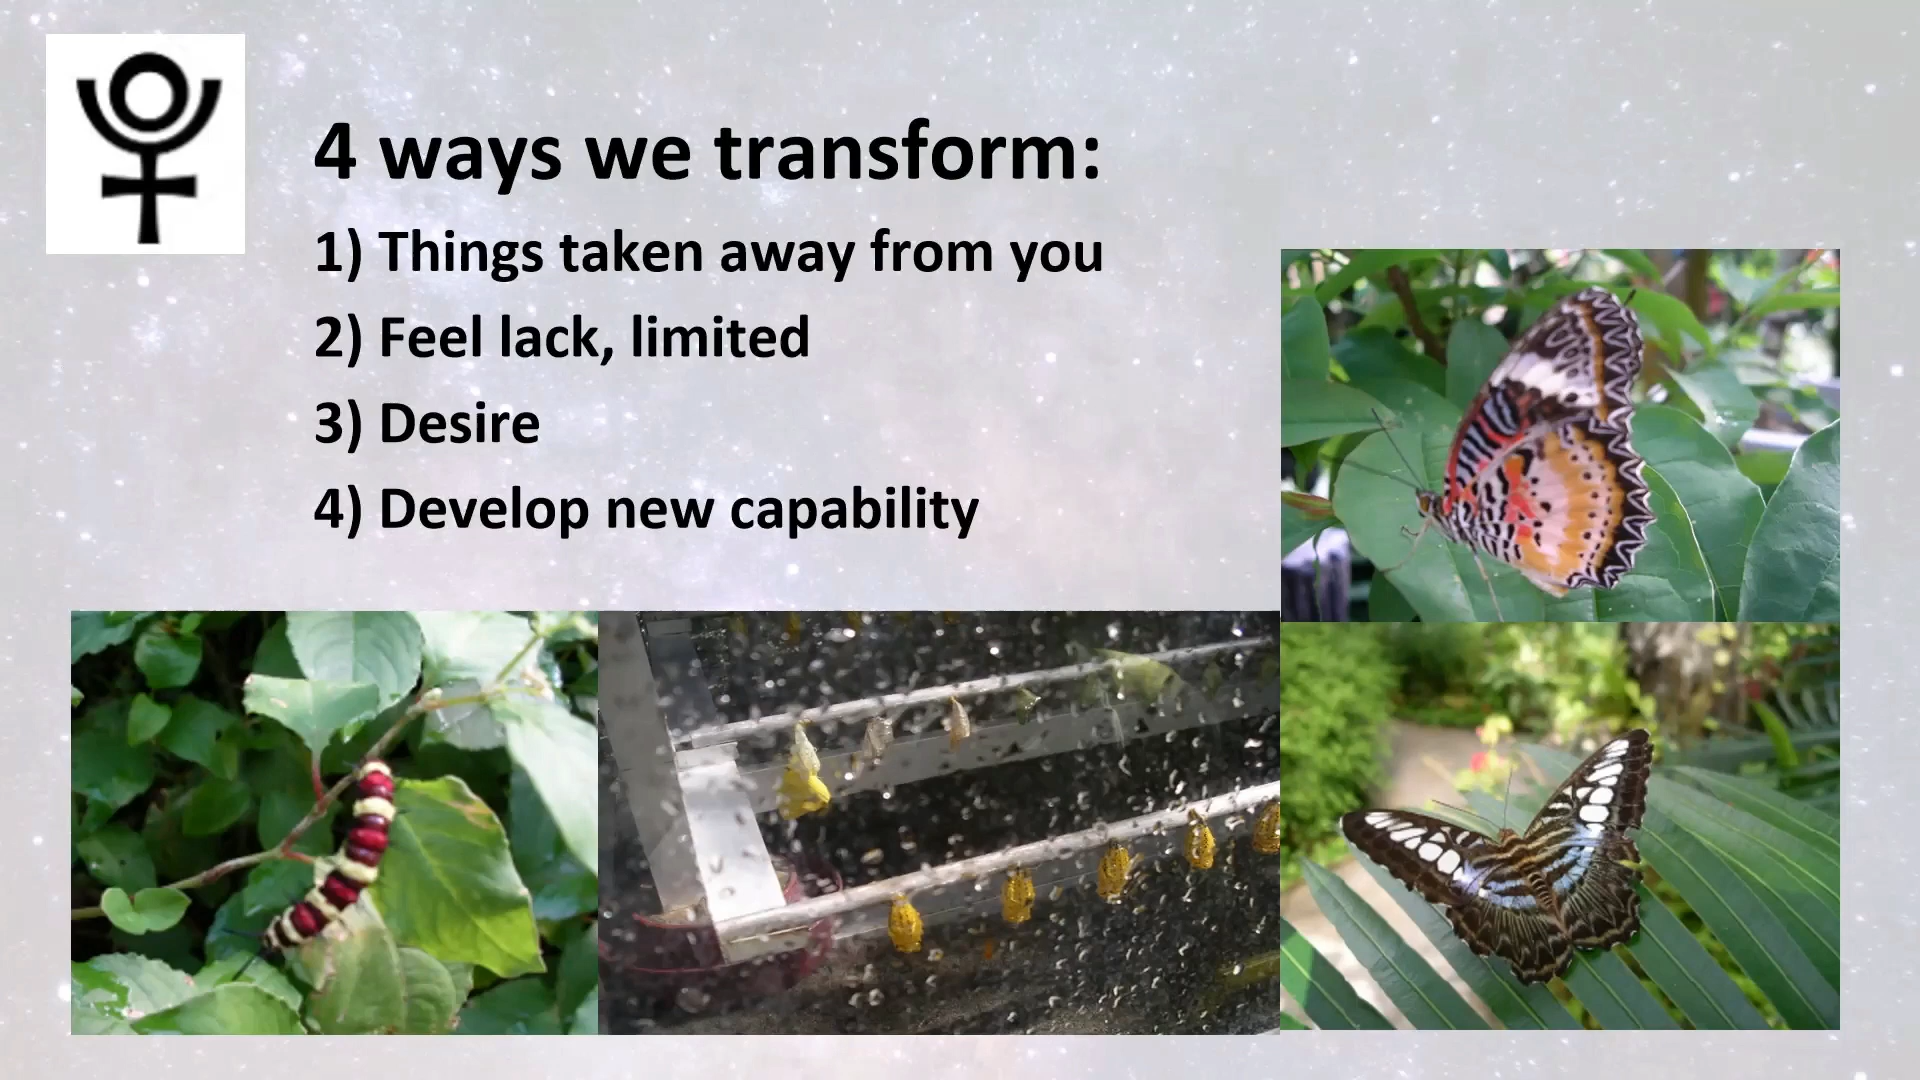 4 ways we transform:
1) Things taken away from you
2) Feel lack, limited
3) Desire
4) Develop new capability